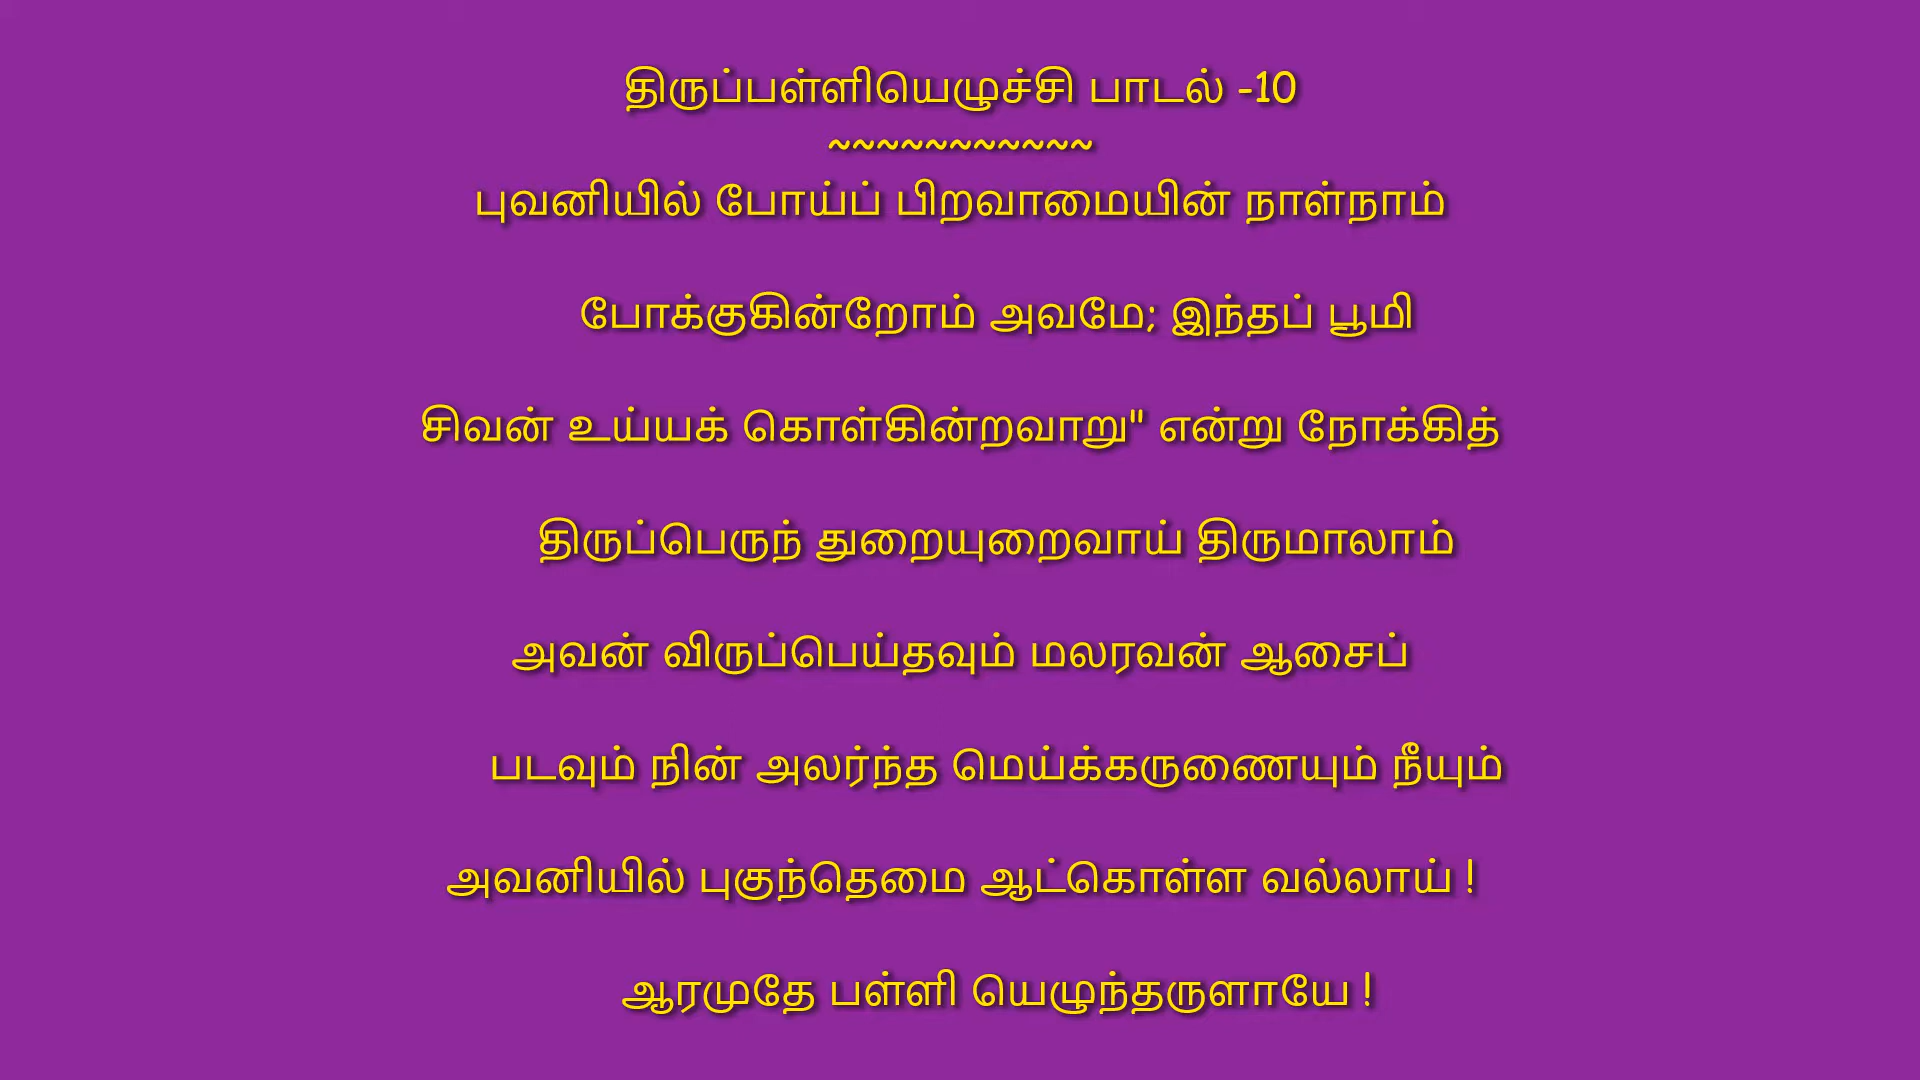 திருப்பள்ளியெழுச்சி பாடல் -10
~~~~~~~~~~~
புவனியில் போய்ப் பிறவாமையின் நாள்நாம்
போக்குகின்றோம் அவமே; இந்தப் பூமி
சிவன் உய்யக் கொள்கின்றவாறு" என்று நோக்கித்
திருப்பெருந் துறையுறைவாய் திருமாலாம்
அவன் விருப்பெய்தவும் மலரவன் ஆசைப்
படவும் நின் அலர்ந்த மெய்க்கருணையும் நீயும்
அவனியில் புகுந்தெமை ஆட்கொள்ள வல்லாய் !
ஆரமுதே பள்ளி யெழுந்தருளாயே !